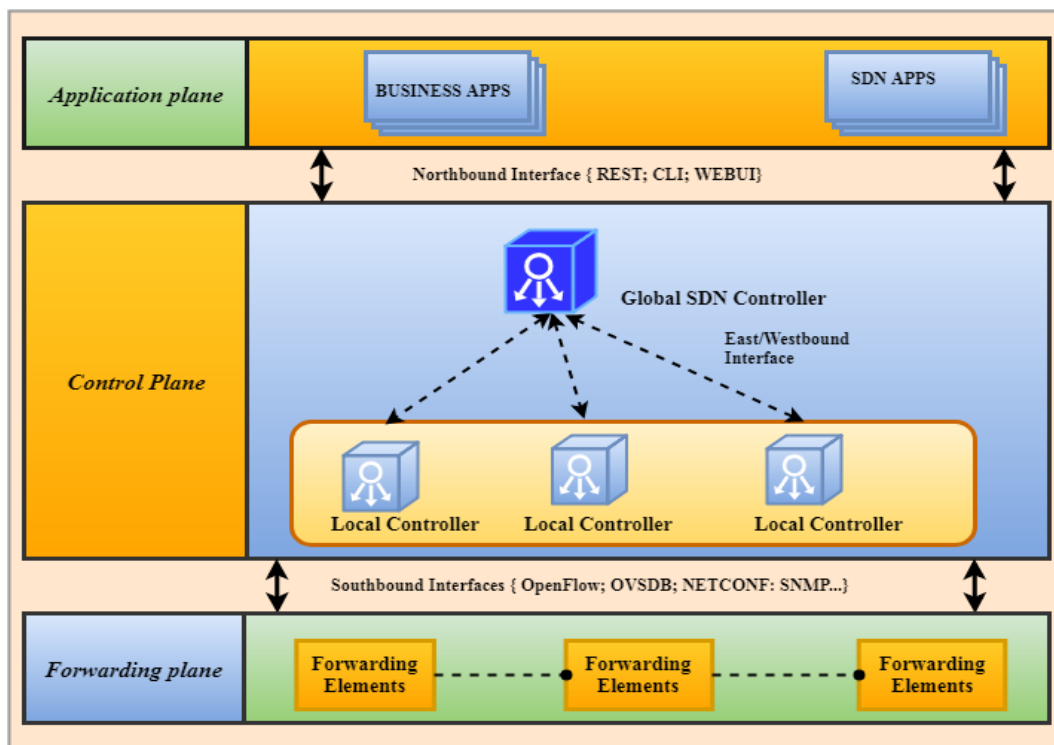 Application plane
BUSINESS APPS
SDN APPS
Northbound Interface { REST; CLI; WEBUI}
Control Plane
Global SDN Controller
East/Westbound
Interface
Local Controller
Local Controller
Local Controller
Southbound Interfaces { OpenFlow; OVSDB; NETCONF: SNMP...}
Forwarding plane
Forwarding
Elements
Forwarding
Elements
Forwarding
Elements